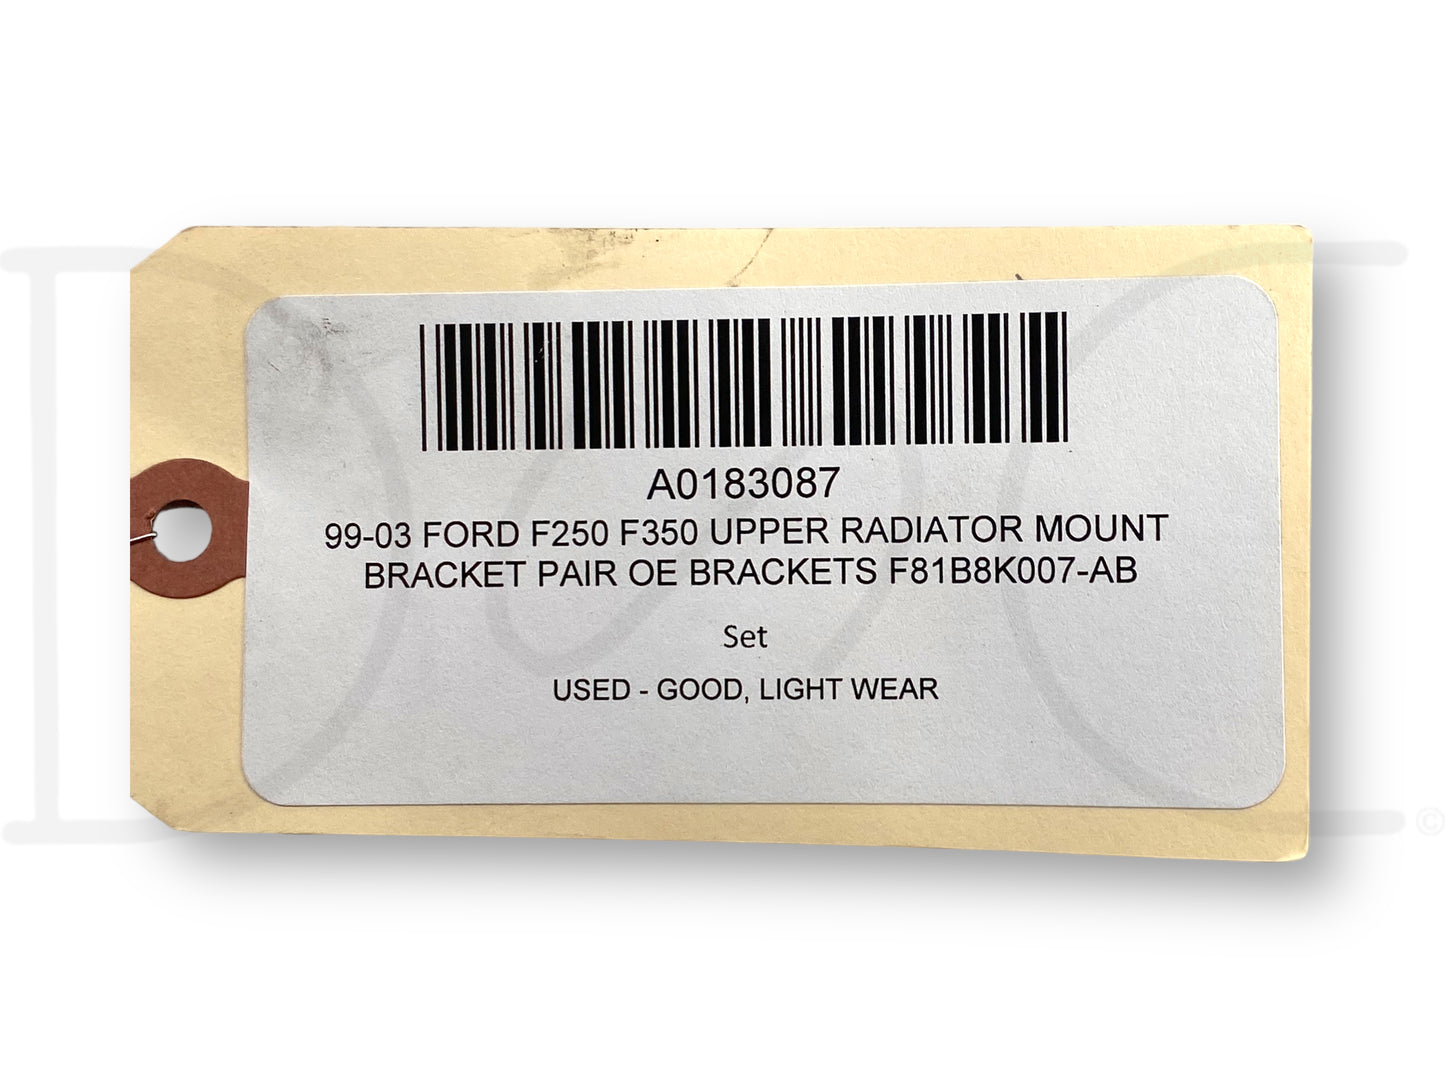 A0183087
99-03 FORD F250 F350 UPPER RADIATOR MOUNT
BRACKET PAIR OE BRACKETS F81B8K007-AB
Set
USED - GOOD, LIGHT WEAR
©